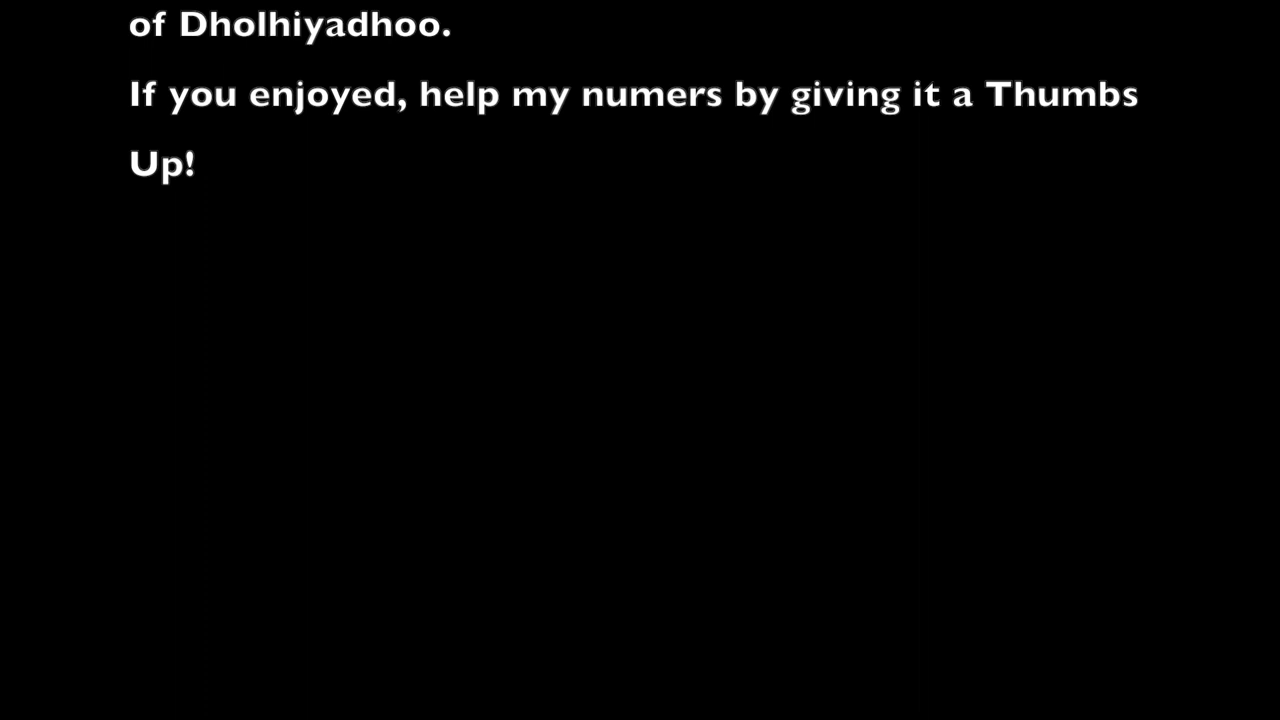 of Dholhiyadhoo.
If you enjoyed, help my numers by giving it a Thumbs
Up!